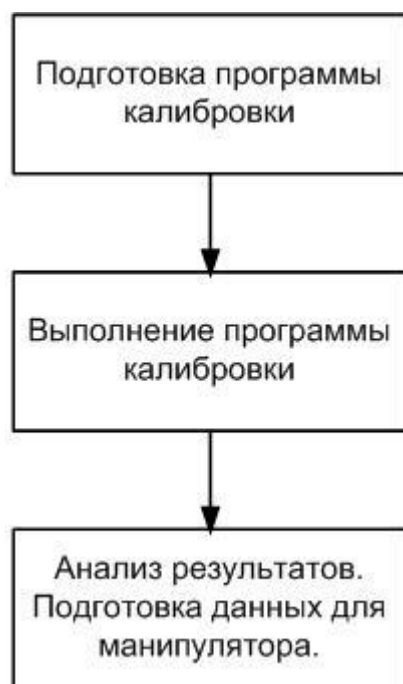 Подготовка программы
калибровки
Выполнение программы
калибровки
Анализ результатов.
Подготовка данных для
манипулятора.